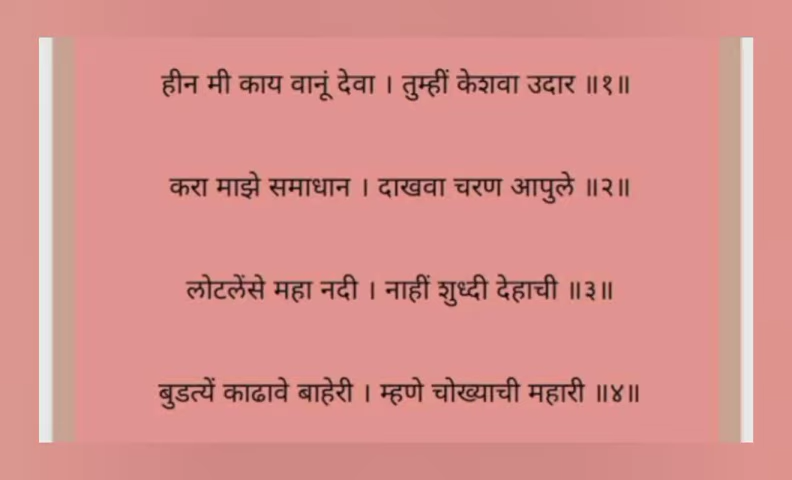 हीन मी काय वानूं देवा । तुम्हीं केशवा उदार ॥१॥
करा माझे समाधान । दाखवा चरण आपुले ॥२॥
लोटलेंसे महा नदी । नाहीं शुध्दी देहाची ॥३॥
बुडत्यें काढावे बाहेरी । म्हणे चोख्याची महारी ॥४॥